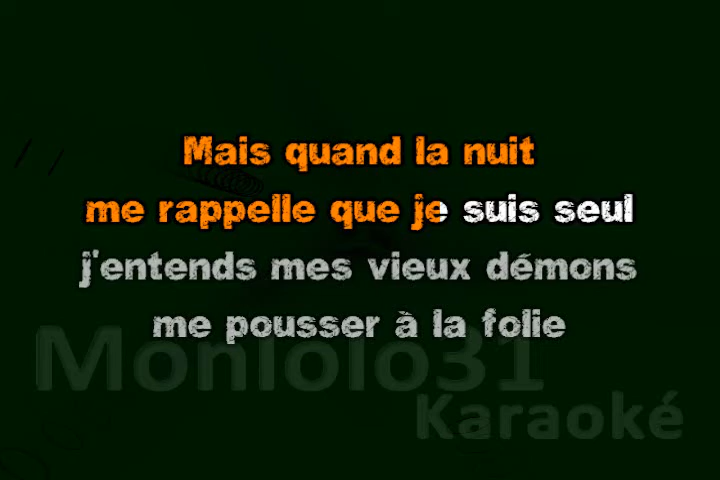 Mais quand la nuit
me rappelle que je suis seul
j'entends mes vieux démons
me pousser à la folie
Monlolo31
Karaoké